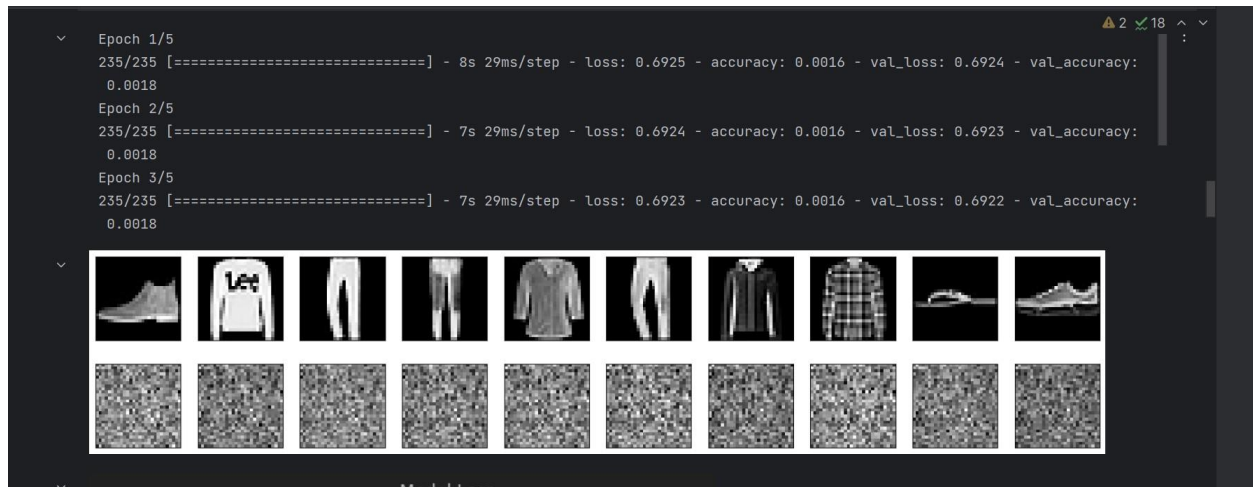 2 18
Epoch 1/5
235/235 [==============================] - 8s 29ms/step - loss: 0.6925 - accuracy: 0.0016 - val_loss: 0.6924 - val_accuracy:
0.0018
Epoch 2/5
235/235 [==============================] - 7s 29ms/step - loss: 0.6924 - accuracy: 0.0016 - val_loss: 0.6923 - val_accuracy:
0.0018
Epoch 3/5
235/235 [==============================] - 7s 29ms/step - loss: 0.6923 - accuracy: 0.0016 - val_loss: 0.6922 - val_accuracy:
0.0018
Lee